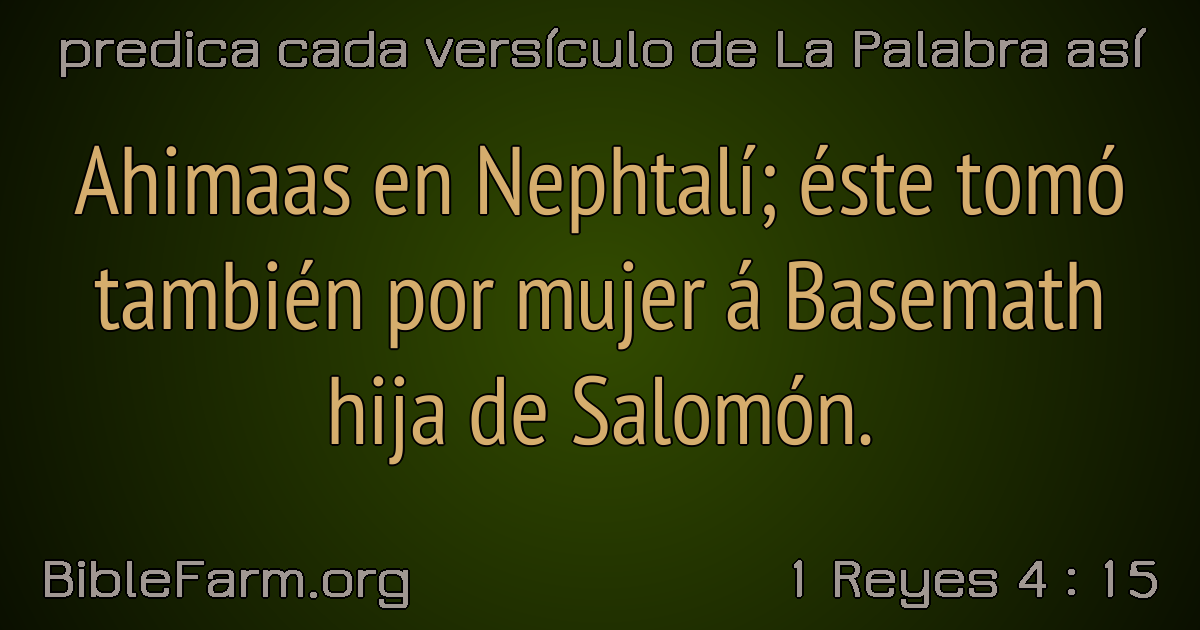 predica cada versículo de La Palabra así
Ahimaas en Nephtalí; éste tomó
también por mujer á Basemath
hija de Salomón.
BibleFarm.org
1 Reyes 4 : 15